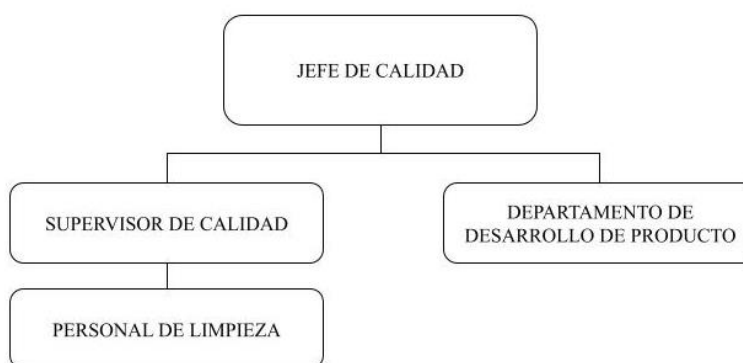 JEFE DE CALIDAD
SUPERVISOR DE CALIDAD
DEPARTAMENTO DE
DESARROLLO DE PRODUCTO
PERSONAL DE LIMPIEZA